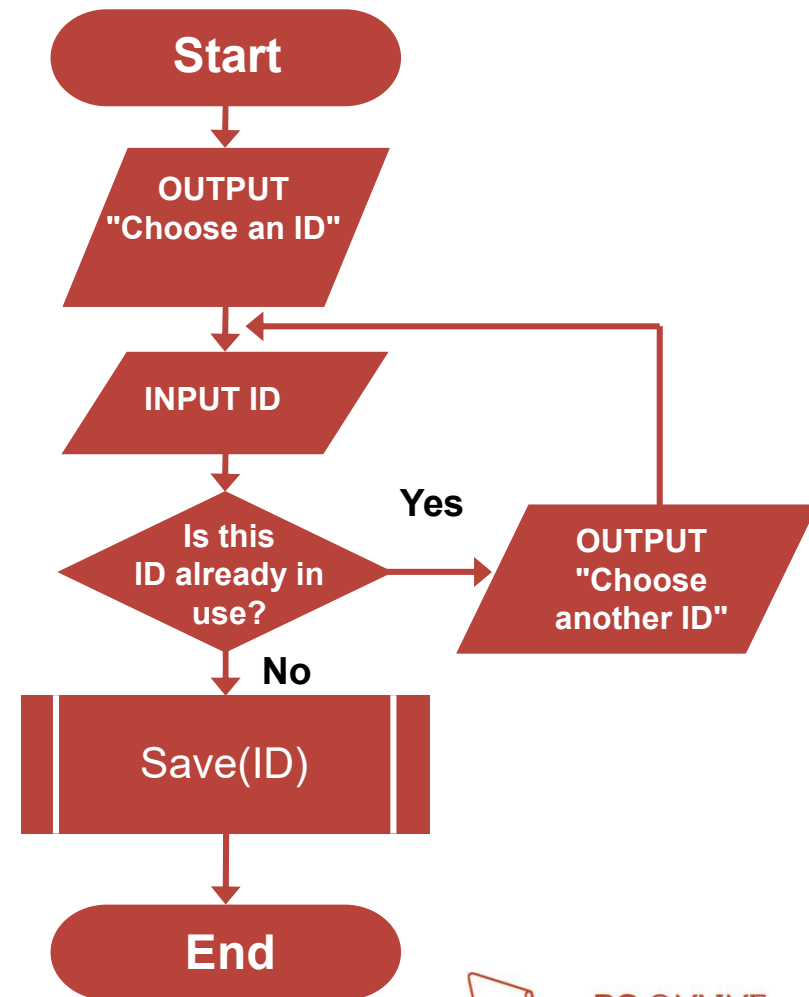 Start
OUTPUT
"Choose an ID"
INPUT ID
Yes
Is this
ID already in
use?
OUTPUT
"Choose
another ID"
No
Save(ID)
End